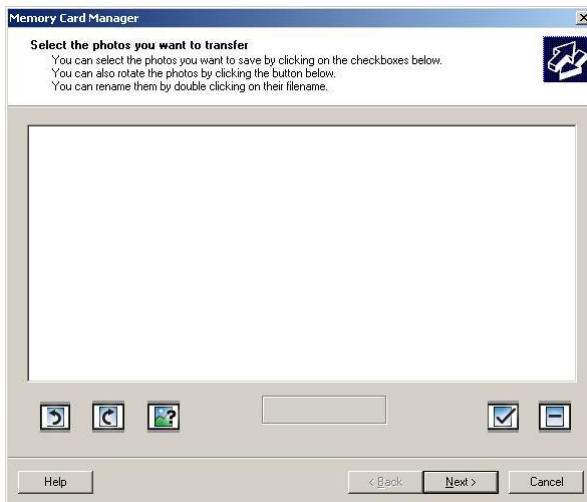 Memory Card Manager
Select the photos you want to transfer
You can select the photos you want to save by clicking on the checkboxes below.
You can also rotate the photos by clicking the button below.
You can rename them by double clicking on their filename.
Help
< Back
Next >
Cancel